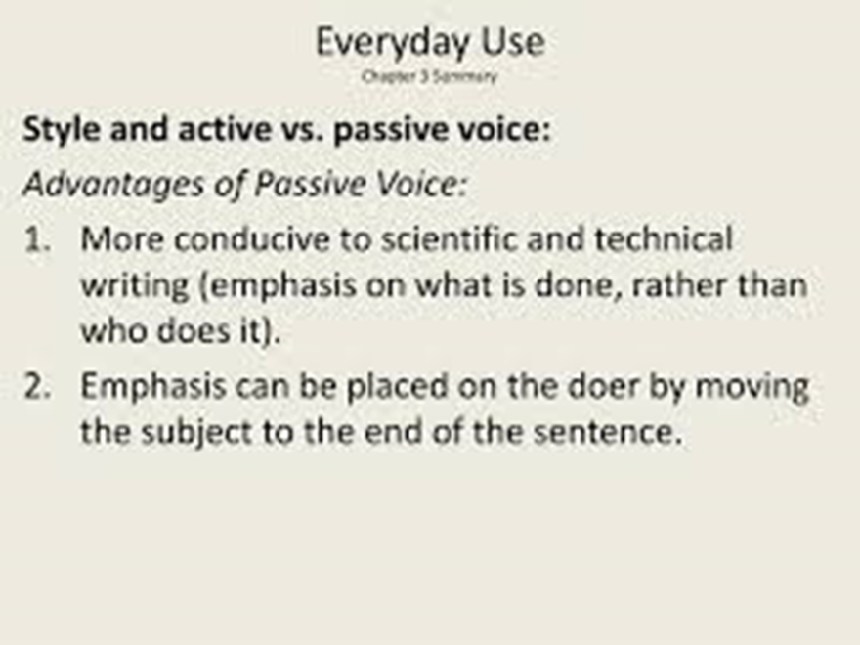 Everyday Use
Chapter 3 Summary
Style and active vs. passive voice:
Advantages of Passive Voice:
1. More conducive to scientific and technical
writing (emphasis on what is done, rather than
who does it).
2. Emphasis can be placed on the doer by moving
the subject to the end of the sentence.